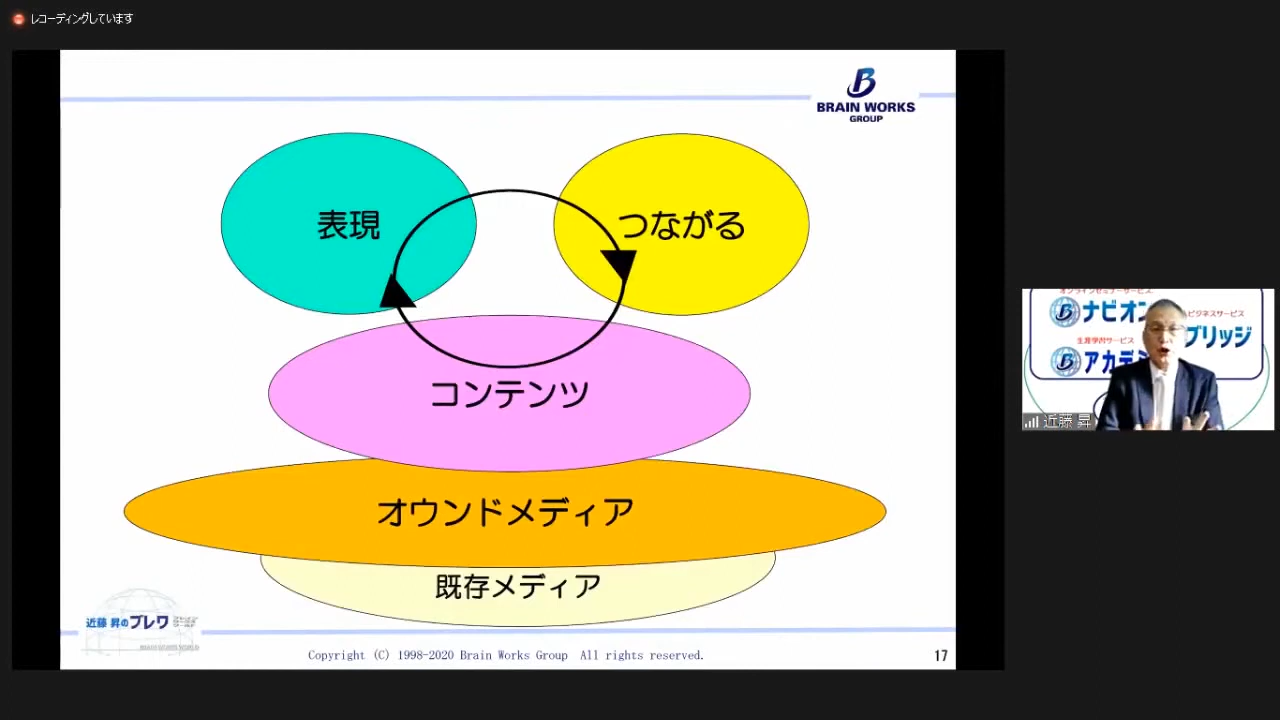 レコーディングしています
BRAIN WORKS
GROUP
表現
つながる
コンテンツ
オウンドメディア
既存メディア
近藤 昇のブレワ
BRAIN WORKS WORLD
Copyright (C) 1998-2020 Brain Works Group All rights reserved.
17
オンラインセミナーサービス
ナビオン
ビジネスサービス
ブリッジ
生産学習サービス
アカデ
近藤 昇